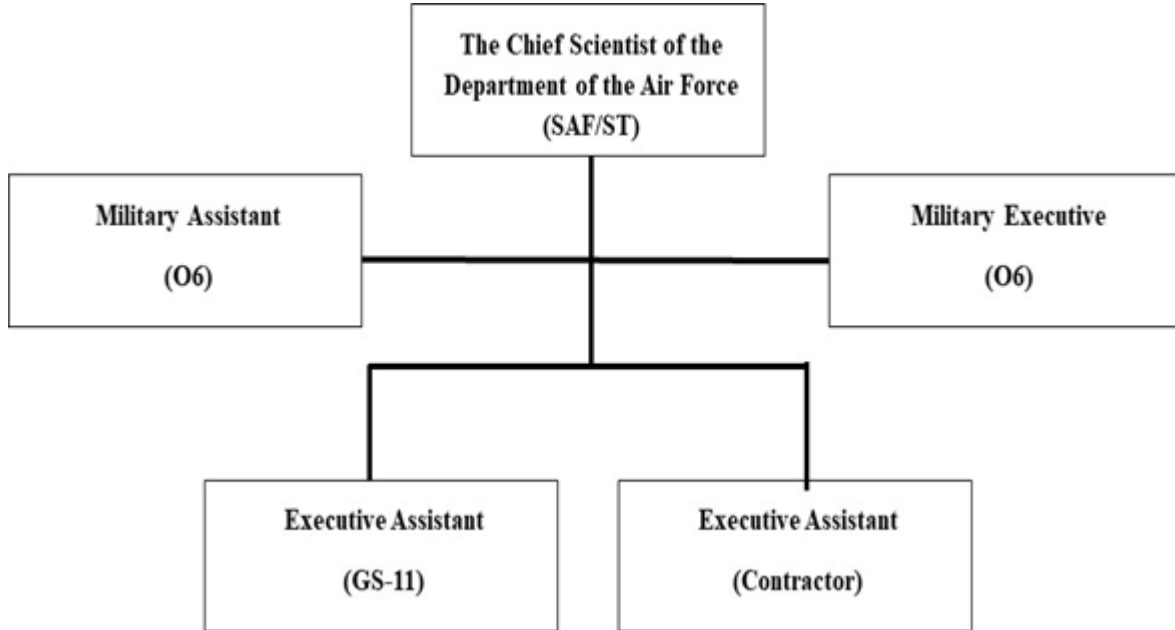 The Chief Scientist of the
Department of the Air Force
(SAF/ST)
Military Assistant
(O6)
Military Executive
(O6)
Executive Assistant
(GS-11)
Executive Assistant
(Contractor)